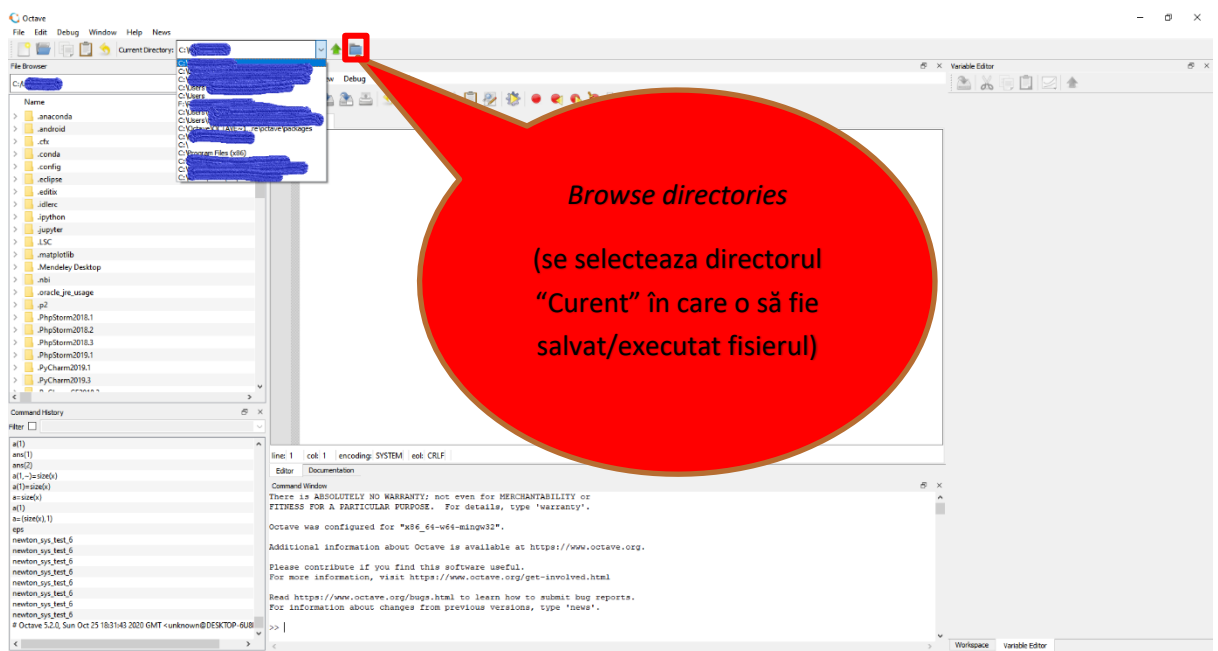 Octave
File Edit Debug Window Help News
Current Directory: C:\
File Browser
Variable Editor
Debug
C:/
C:\Users
C:\
C:\Program Files (x86)
Name
.anaconda
.android
.cfx
.conda
.config
.eclipse
.editix
.idlerc
.ipython
.jupyter
.LSC
.matplotlib
.Mendeley Desktop
.nbi
.oracle_jre_usage
.p2
.PhpStorm2018.1
.PhpStorm2018.2
.PhpStorm2018.3
.PhpStorm2019.1
.PyCharm2019.1
.PyCharm2019.3
Browse directories
(se selecteaza directorul
“Curent” în care o să fie
salvat/executat fisierul)
Command History
Filter
a(1)
ans(1)
ans(2)
a(1,~)=size(x)
a(1)=size(x)
a=size(x)
a(1)
a=(size(x),1)
eps
newton_sys_test_6
newton_sys_test_6
newton_sys_test_6
newton_sys_test_6
newton_sys_test_6
newton_sys_test_6
newton_sys_test_6
# Octave 5.2.0, Sun Oct 25 18:31:43 2020 GMT <unknown@DESKTOP-6U8
line: 1 col: 1 encoding: SYSTEM eol: CRLF
Editor Documentation
Command Window
There is ABSOLUTELY NO WARRANTY; not even for MERCHANTABILITY or
FITNESS FOR A PARTICULAR PURPOSE. For details, type 'warranty'.
Octave was configured for "x86_64-w64-mingw32".
Additional information about Octave is available at https://www.octave.org.
Please contribute if you find this software useful.
For more information, visit https://www.octave.org/get-involved.html
Read https://www.octave.org/bugs.html to learn how to submit bug reports.
For information about changes from previous versions, type 'news'.
>>
Workspace Variable Editor